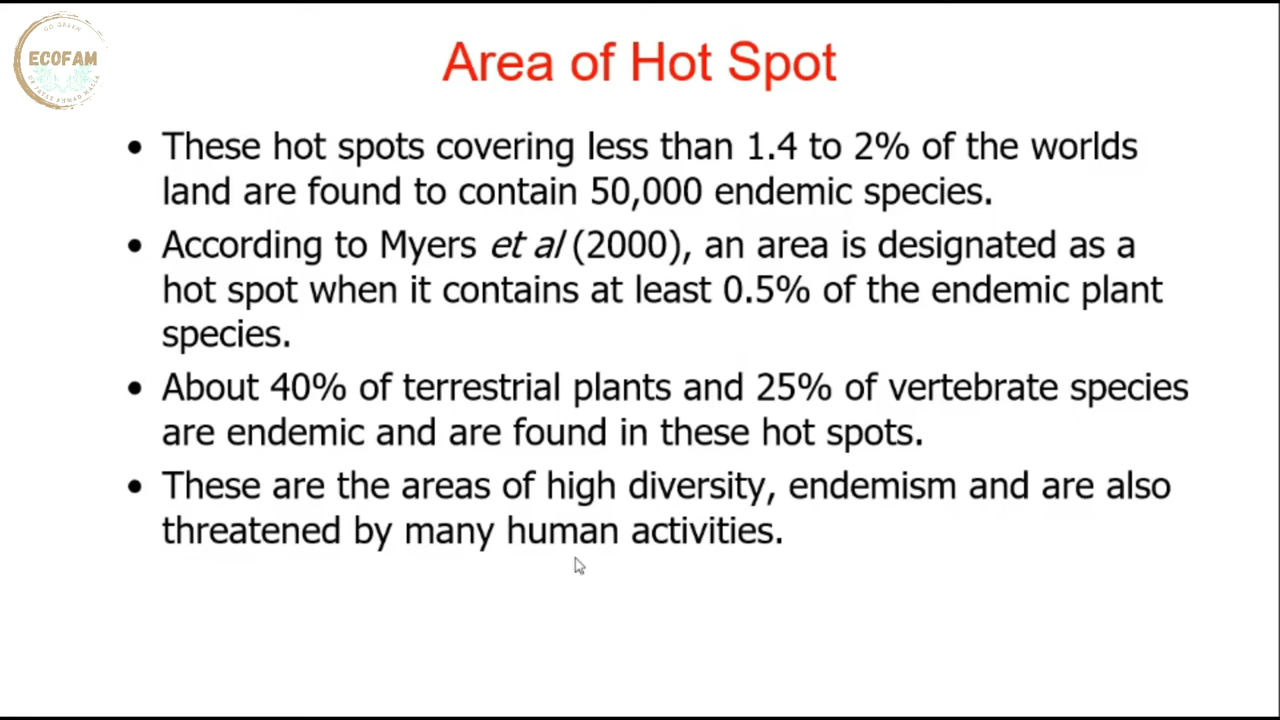 GO GREEN
ECOFAM
Area of Hot Spot
• These hot spots covering less than 1.4 to 2% of the worlds
land are found to contain 50,000 endemic species.
• According to Myers et al (2000), an area is designated as a
hot spot when it contains at least 0.5% of the endemic plant
species.
• About 40% of terrestrial plants and 25% of vertebrate species
are endemic and are found in these hot spots.
• These are the areas of high diversity, endemism and are also
threatened by many human activities.